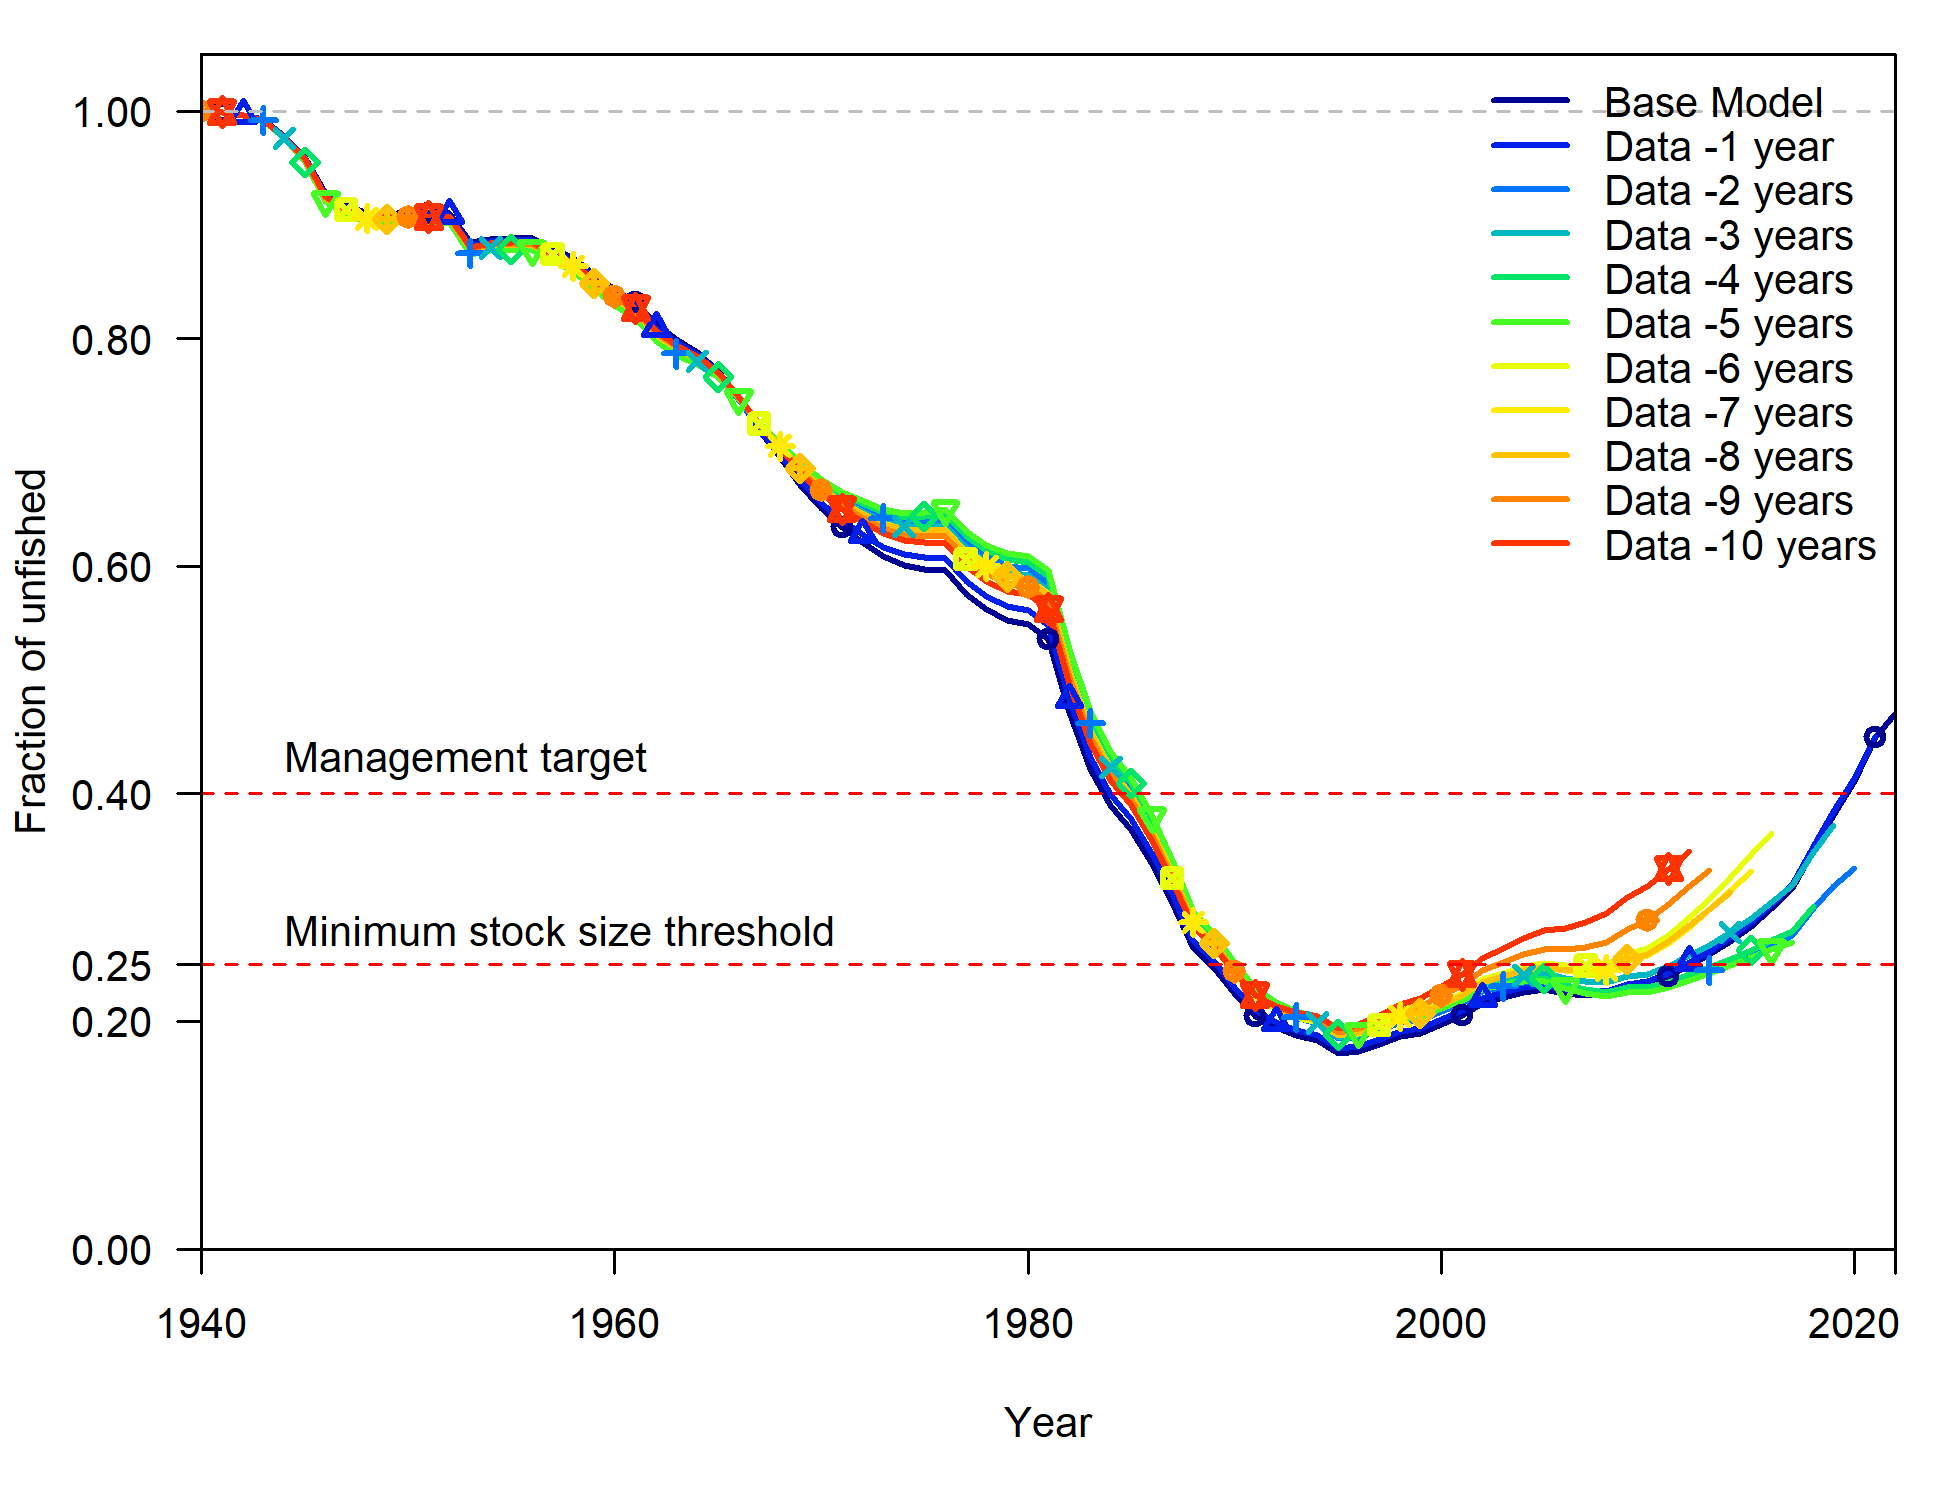 1.00
0.80
0.60
0.40
0.25
0.20
0.00
Fraction of unfished
Management target
Minimum stock size threshold
Base Model
Data -1 year
Data -2 years
Data -3 years
Data -4 years
Data -5 years
Data -6 years
Data -7 years
Data -8 years
Data -9 years
Data -10 years
1940
1960
1980
2000
2020
Year